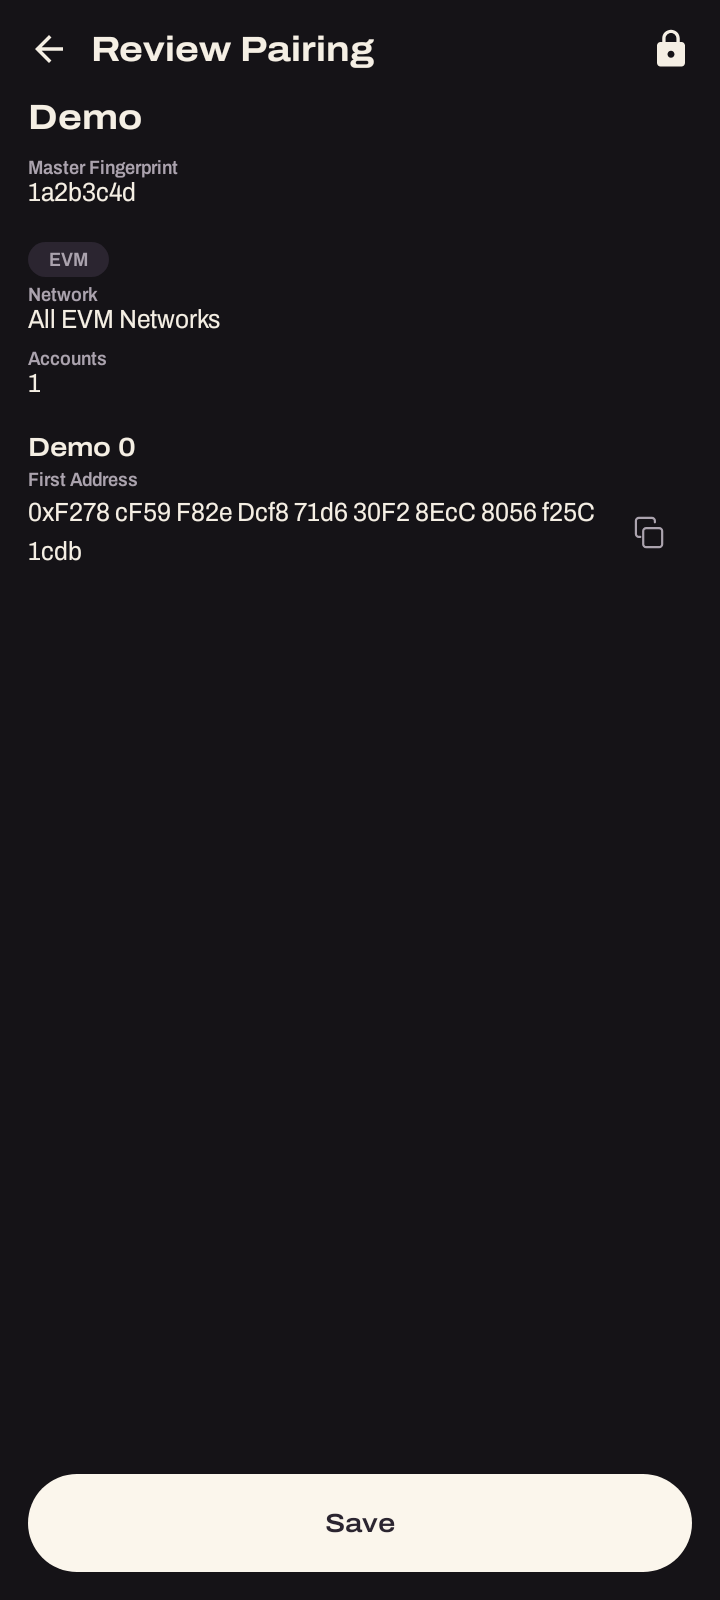 Review Pairing
Demo
Master Fingerprint
1a2b3c4d
EVM
Network
All EVM Networks
Accounts
1
Demo 0
First Address
0xF278 cF59 F82e Dcf8 71d6 30F2 8EcC 8056 f25C
1cdb
Save